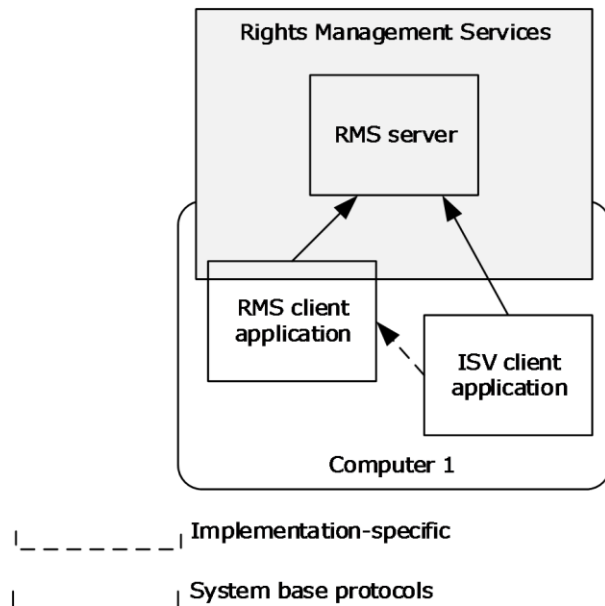 Rights Management Services
RMS server
RMS client
application
ISV client
application
Computer 1
Implementation-specific
System base protocols